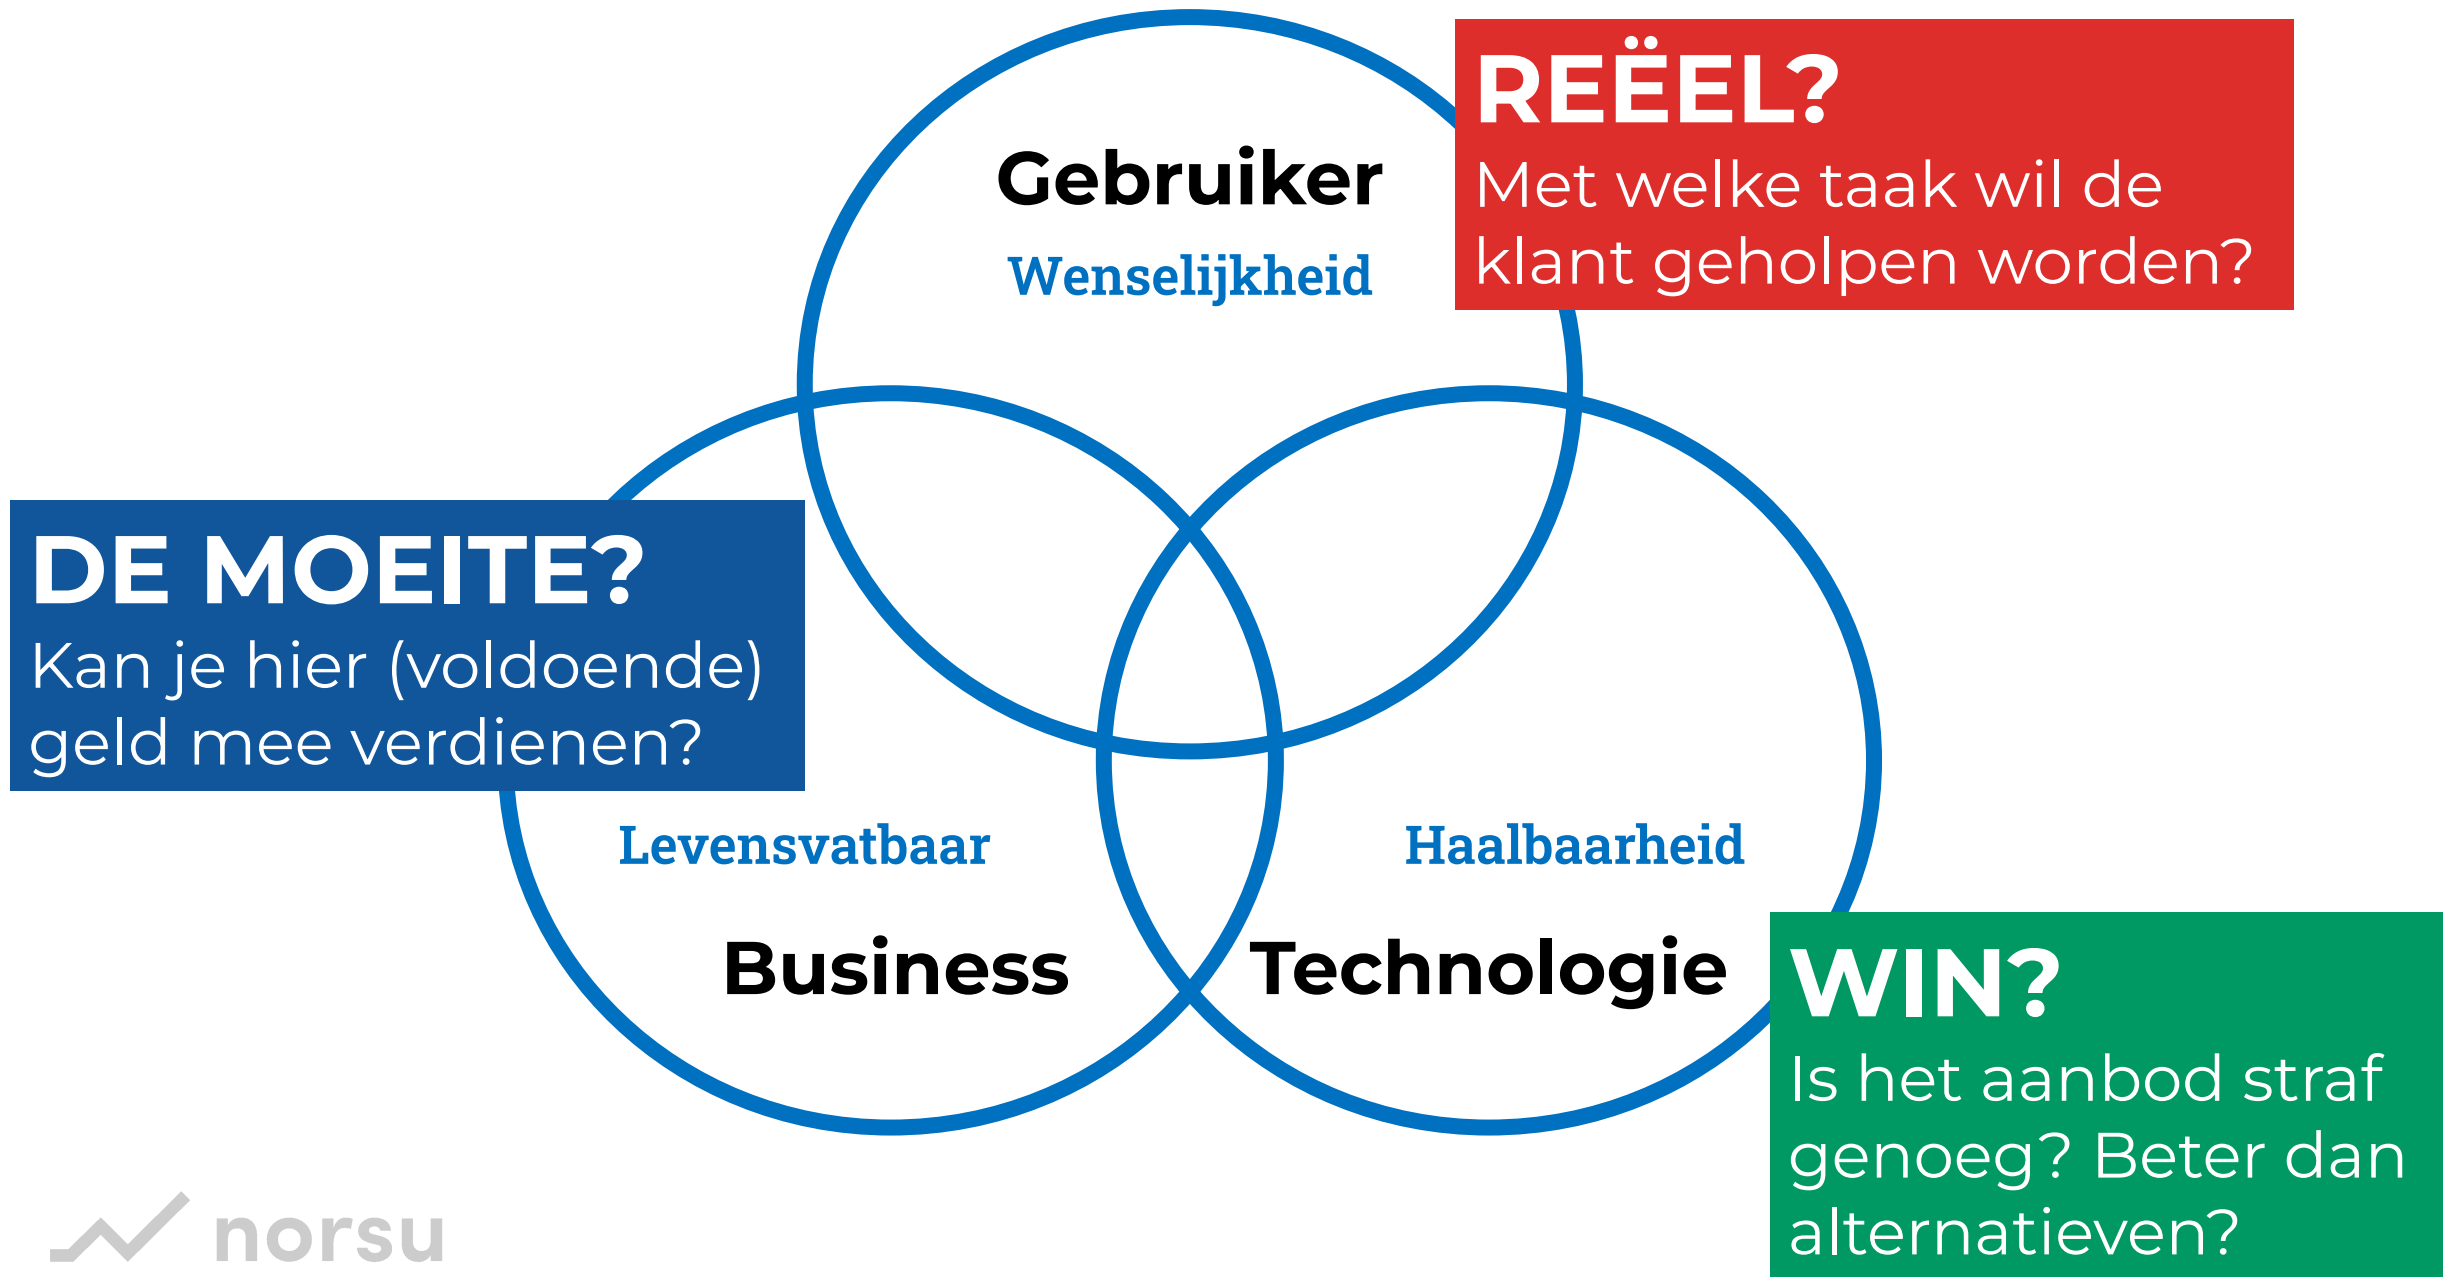 Gebruiker
Wenselijkheid
REËEL?
Met welke taak wil de
klant geholpen worden?
DE MOEITE?
Kan je hier (voldoende)
geld mee verdienen?
Levensvatbaar
Business
Haalbaarheid
Technologie
WIN?
Is het aanbod straf
genoeg? Beter dan
alternatieven?
norsu